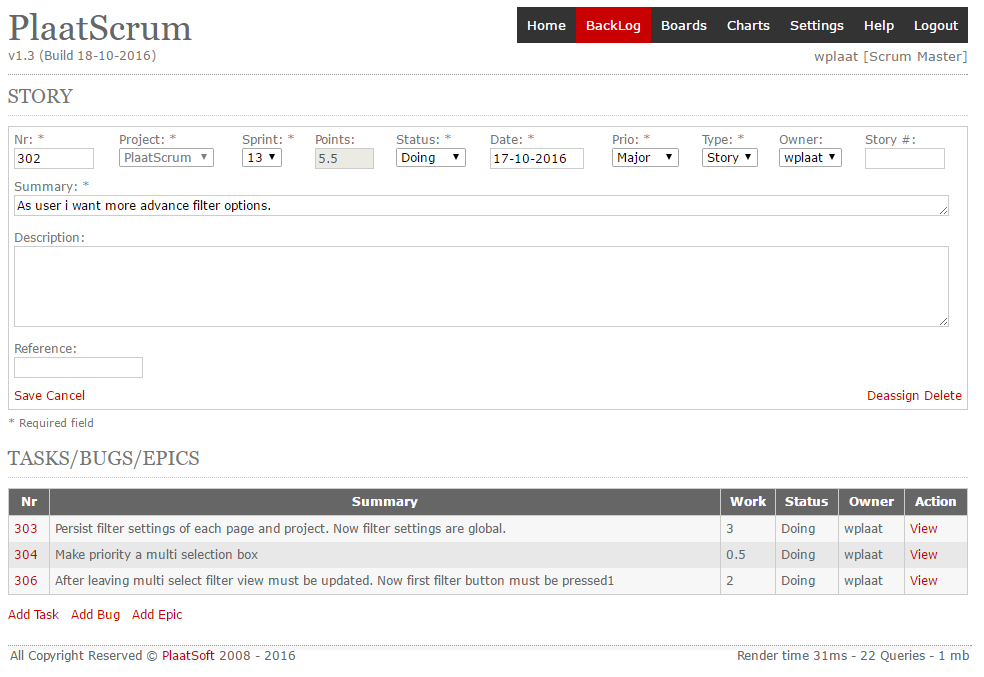 PlaatScrum
Home BackLog Boards Charts Settings Help Logout
v1.3 (Build 18-10-2016)
wplaat [Scrum Master]
STORY
Nr: * Project: * Sprint: * Points: Status: * Date: * Prio: * Type: * Owner: Story #:
302 PlaatScrum 13 5.5 Doing 17-10-2016 Major Story wplaat
Summary: *
As user i want more advance filter options.
Description:
Reference:
Save Cancel Deassign Delete
* Required field
TASKS/BUGS/EPICS
Nr Summary Work Status Owner Action
303 Persist filter settings of each page and project. Now filter settings are global. 3 Doing wplaat View
304 Make priority a multi selection box 0.5 Doing wplaat View
306 After leaving multi select filter view must be updated. Now first filter button must be pressed1 2 Doing wplaat View
Add Task Add Bug Add Epic
All Copyright Reserved © PlaatSoft 2008 - 2016 Render time 31ms - 22 Queries - 1 mb